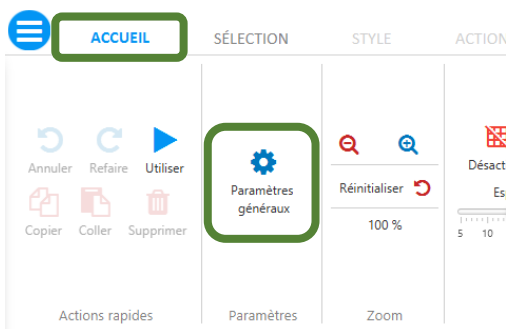 ACCUEIL SÉLECTION STYLE ACTION
Annuler Refaire Utiliser
Copier Coller Supprimer
Actions rapides
Paramètres
généraux
Paramètres
Réinitialiser
100 %
Zoom
Désact
Es
5 10